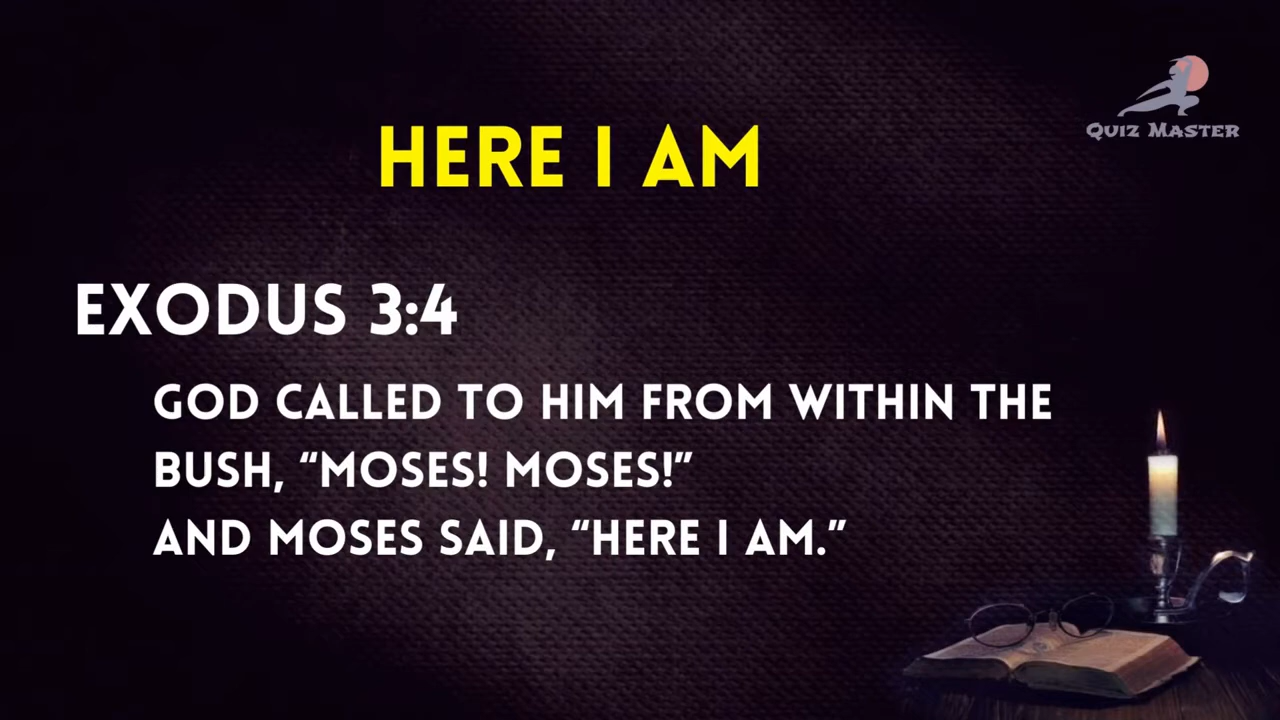 QUIZ MASTER
HERE I AM
EXODUS 3:4
GOD CALLED TO HIM FROM WITHIN THE
BUSH, “MOSES! MOSES!”
AND MOSES SAID, “HERE I AM.”